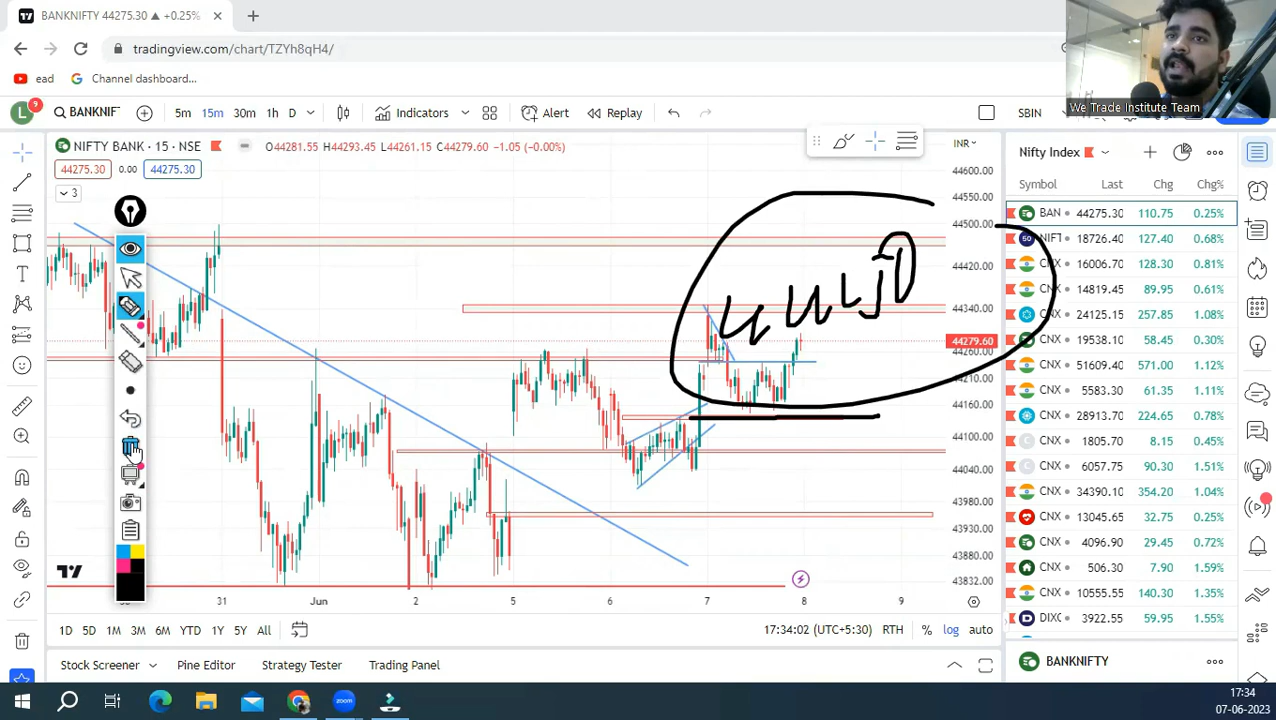 BANKNIFTY 44275.30 ▲ +0.25%
tradingview.com/chart/TZYh8qH4/
ead
Channel dashboard...
L 9
BANKNIF
5m 15m 30m 1h D
Indicators
Alert
Replay
SBIN
We Trade Institute Team
NIFTY BANK · 15 · NSE
O44281.55 H44293.45 L44261.15 C44279.60 −1.05 (−0.00%)
INR
44275.30 0.00 44275.30
3
44600.00
44550.00
44500.00
44420.00
44340.00
44279.60
44260.00
44210.00
44160.00
44100.00
44040.00
43980.00
43930.00
43880.00
43832.00
31 Jun 2 5 6 7 8 9
Nifty Index
Symbol Last Chg Chg%
BAN 44275.30 110.75 0.25%
50 NIFT 18726.40 127.40 0.68%
CNX 16006.70 128.30 0.81%
CNX 14819.45 89.95 0.61%
CNX 24125.15 257.85 1.08%
CNX 19538.10 58.45 0.30%
CNX 51609.40 571.00 1.12%
CNX 5583.30 61.35 1.11%
CNX 28913.70 224.65 0.78%
CNX 1805.70 8.15 0.45%
CNX 6057.75 90.30 1.51%
CNX 34390.10 354.20 1.04%
CNX 13045.65 32.75 0.25%
CNX 4096.90 29.45 0.72%
CNX 506.30 7.90 1.59%
CNX 10555.55 140.30 1.35%
DIXC 3922.55 59.95 1.55%
BANKNIFTY
1D 5D 1M 3M 6M YTD 1Y 5Y All
17:34:02 (UTC+5:30) RTH % log auto
Stock Screener
Pine Editor
Strategy Tester
Trading Panel
zoom
17:34
07-06-2023